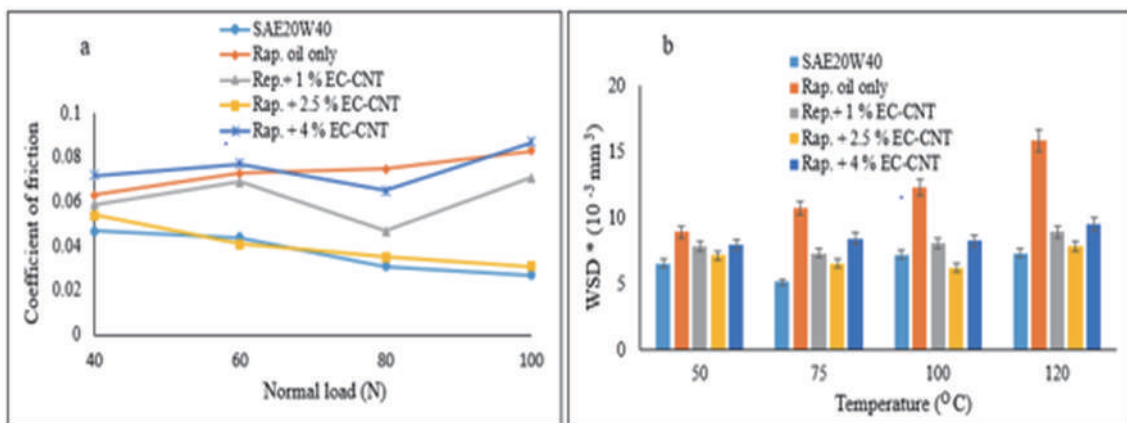 a
SAE20W40
Rap. oil only
Rep.+ 1 % EC-CNT
Rap. + 2.5 % EC-CNT
Rap. + 4 % EC-CNT
Coefficient of friction
0.1
0.08
0.06
0.04
0.02
0
40 60 80 100
Normal load (N)
b
SAE20W40
Rap. oil only
Rep.+ 1 % EC-CNT
Rap. + 2.5 % EC-CNT
Rap. + 4 % EC-CNT
WSD * (10 -3 mm3)
20
15
10
5
0
50 75 100 120
Temperature (O C)